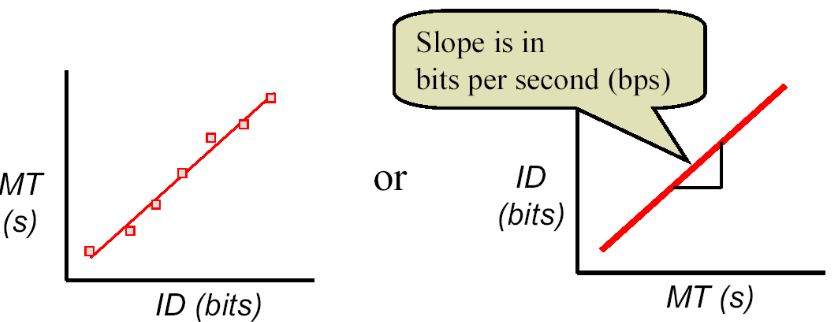 MT
(s)
ID (bits)
or
Slope is in
bits per second (bps)
ID
(bits)
MT (s)